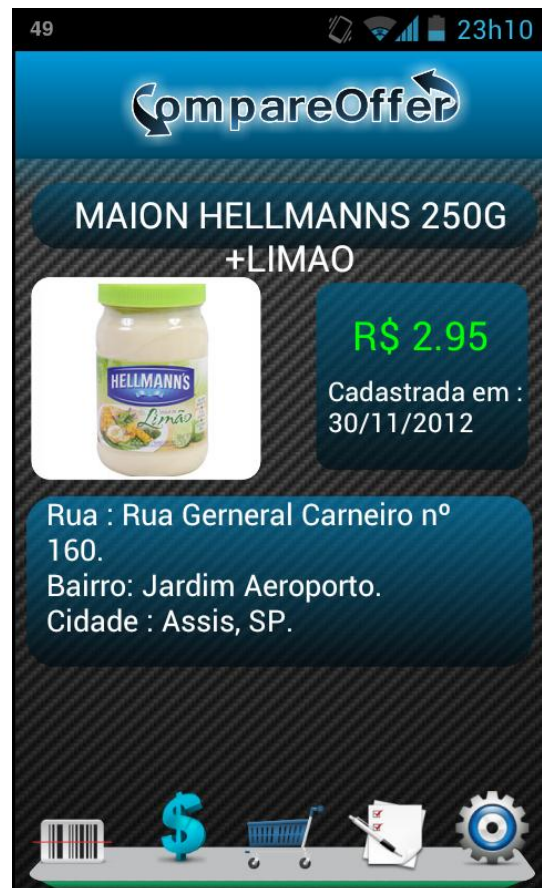 49
23h10
CompareOffer
MAION HELLMANNS 250G
+LIMAO
HELLMANN'S
Limão
R$ 2.95
Cadastrada em :
30/11/2012
Rua : Rua Gerneral Carneiro nº
160.
Bairro: Jardim Aeroporto.
Cidade : Assis, SP.
$